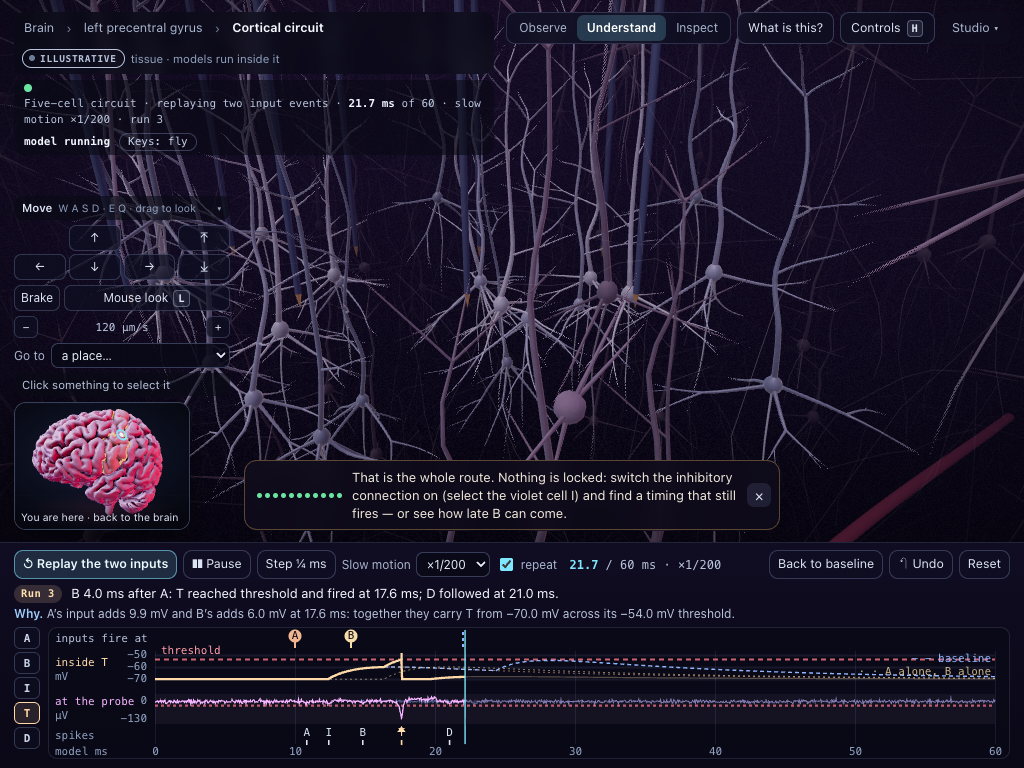 Brain › left precentral gyrus › Cortical circuit
Observe Understand Inspect What is this? Controls H Studio
ILLUSTRATIVE tissue · models run inside it
Five–cell circuit · replaying two input events · 21.7 ms of 60 · slow
motion ×1/200 · run 3
model running Keys: fly
Move W A S D · E Q · drag to look
↑ ⤒
← ↓ → ⤓
Brake Mouse look L
− 120 µm/s +
Go to a place...
Click something to select it
You are here · back to the brain
That is the whole route. Nothing is locked: switch the inhibitory
connection on (select the violet cell I) and find a timing that still
fires — or see how late B can come.
×
Replay the two inputs Pause Step ¼ ms Slow motion ×1/200 repeat 21.7 / 60 ms · ×1/200 Back to baseline Undo Reset
Run 3 B 4.0 ms after A: T reached threshold and fired at 17.6 ms; D followed at 21.0 ms.
Why. A's input adds 9.9 mV and B's adds 6.0 mV at 17.6 ms: together they carry T from −70.0 mV across its −54.0 mV threshold.
A inputs fire at A B
threshold
−50 baseline
B inside T −60
A alone, B alone
mV −70
I
T at the probe 0
µV −130
D spikes A I B T D
model ms 0 10 20 30 40 50 60